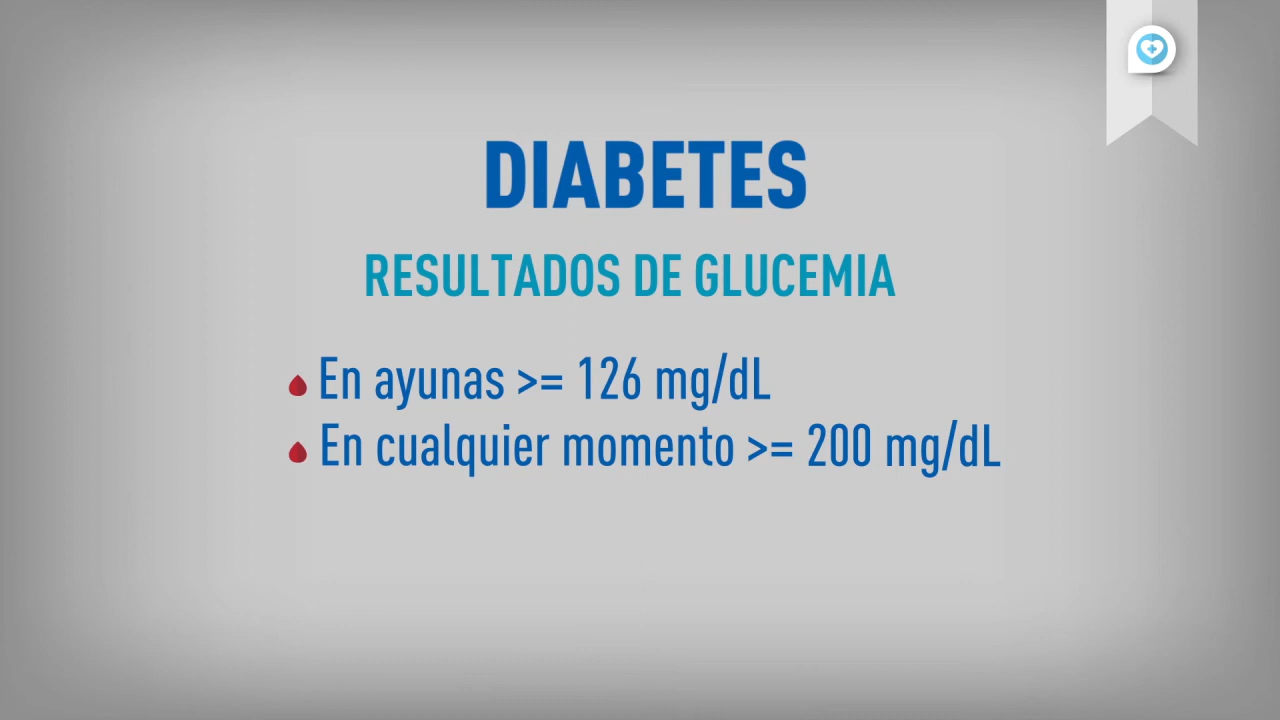 DIABETES
RESULTADOS DE GLUCEMIA
En ayunas >= 126 mg/dL
En cualquier momento >= 200 mg/dL